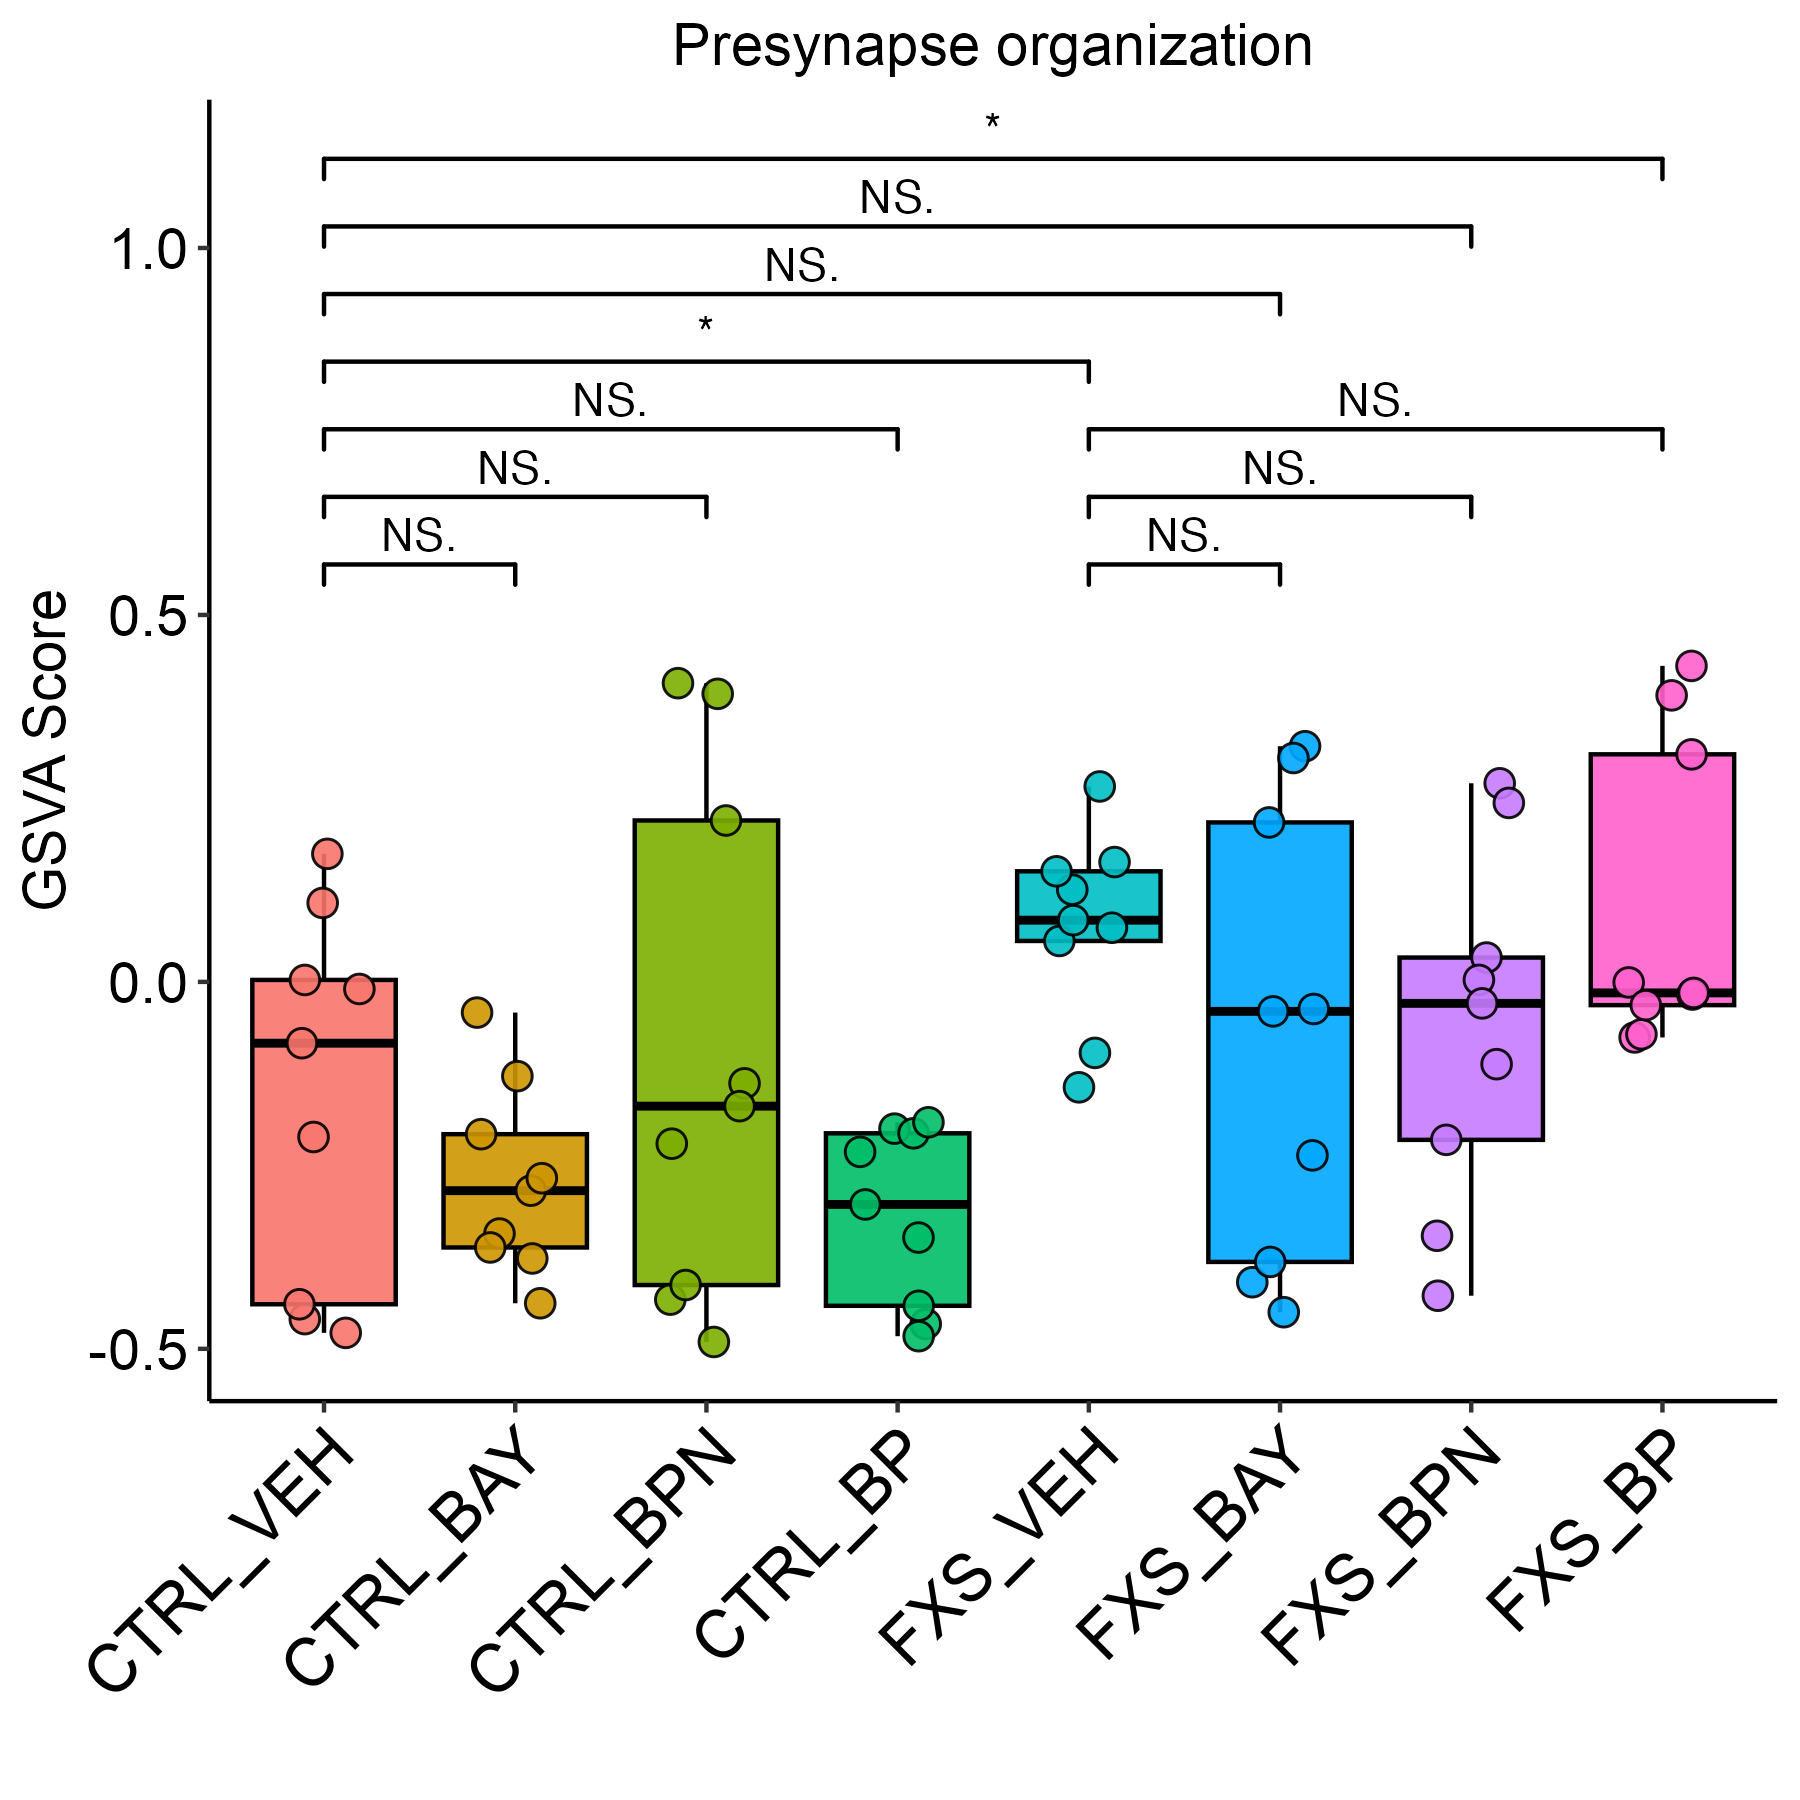 Presynapse organization
*
NS.
NS.
*
NS.
NS.
NS.
NS.
NS.
NS.
GSVA Score
1.0
0.5
0.0
-0.5
CTRL_VEH
CTRL_BAY
CTRL_BPN
CTRL_BP
FXS_VEH
FXS_BAY
FXS_BPN
FXS_BP